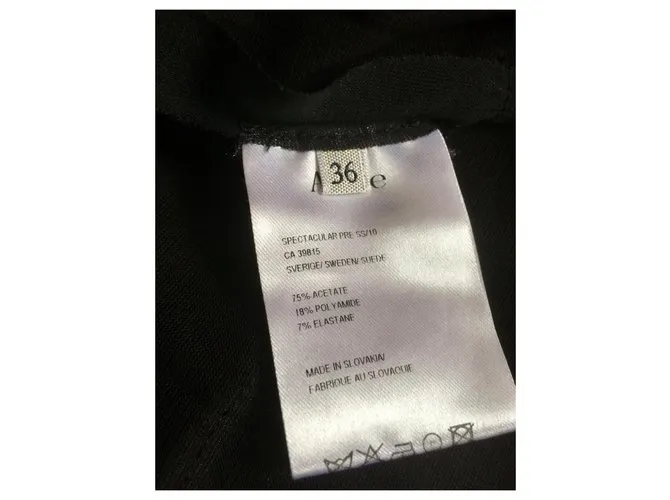 36
e
SPECTACULAR PRE SS/10
CA 39815
SVERIGE/ SWEDEN/ SUEDE
75% ACETATE
18% POLYAMIDE
7% ELASTANE
MADE IN SLOVAKIA/
FABRIQUE AU SLOVAQUIE